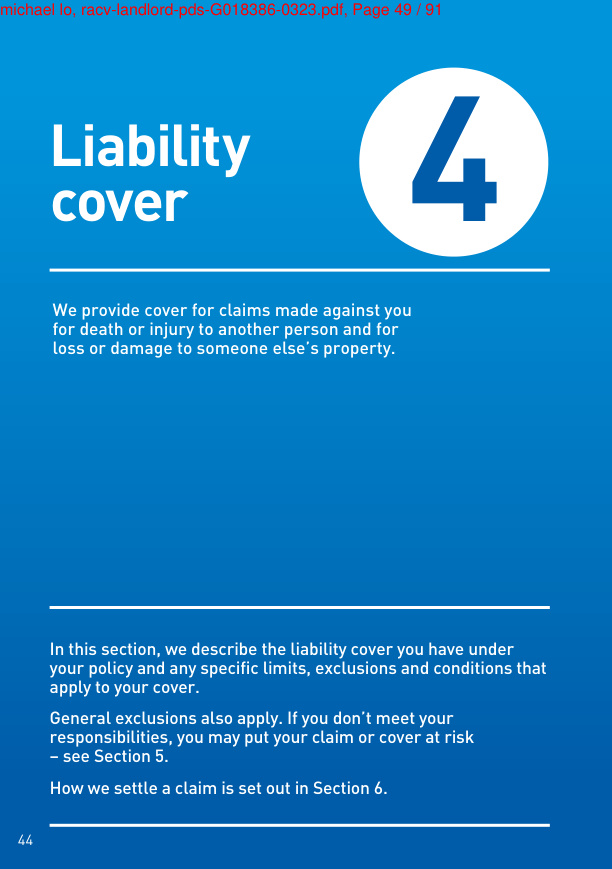 michael lo, racv-landlord-pds-G018386-0323.pdf, Page 49 / 91
Liability
cover
4
We provide cover for claims made against you
for death or injury to another person and for
loss or damage to someone else’s property.
In this section, we describe the liability cover you have under
your policy and any specific limits, exclusions and conditions that
apply to your cover.
General exclusions also apply. If you don’t meet your
responsibilities, you may put your claim or cover at risk
– see Section 5.
How we settle a claim is set out in Section 6.
44